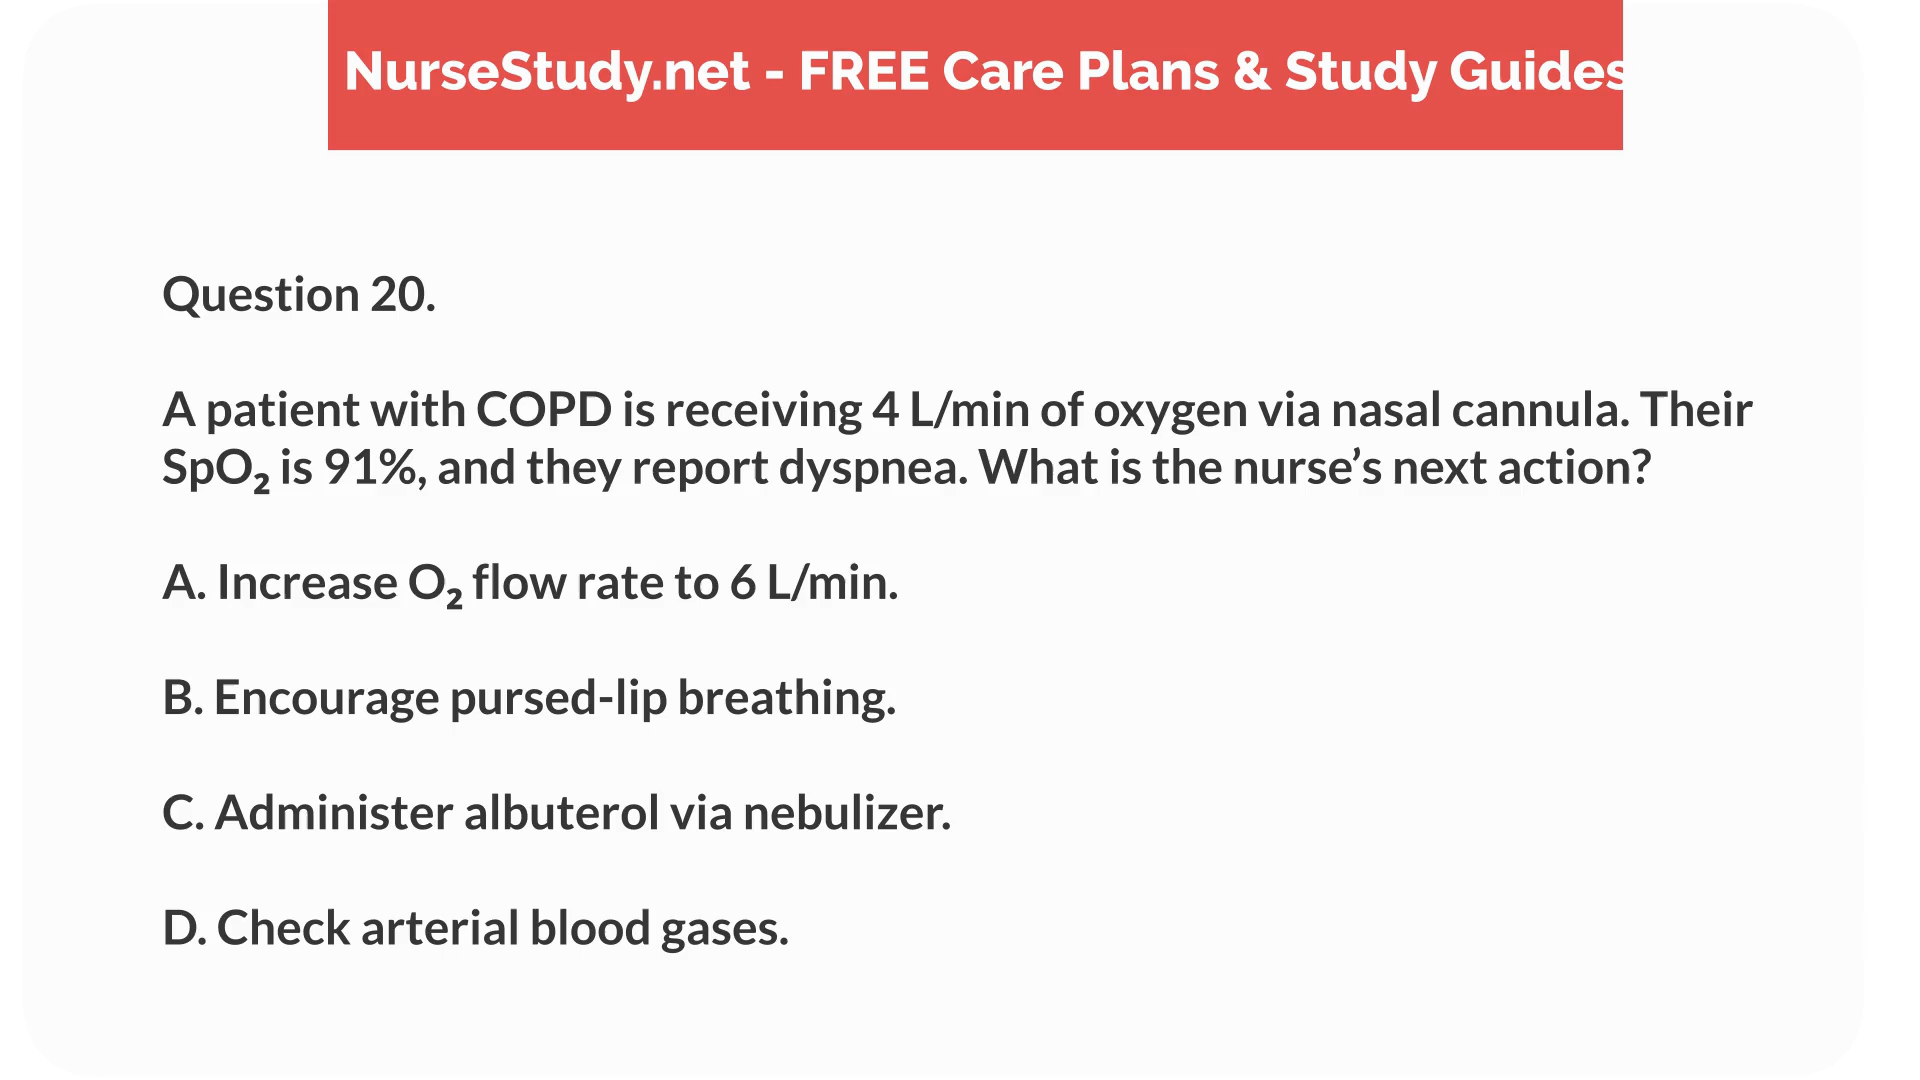 NurseStudy.net - FREE Care Plans & Study Guides
Question 20.
A patient with COPD is receiving 4 L/min of oxygen via nasal cannula. Their
SpO₂ is 91%, and they report dyspnea. What is the nurse’s next action?
A. Increase O₂ flow rate to 6 L/min.
B. Encourage pursed-lip breathing.
C. Administer albuterol via nebulizer.
D. Check arterial blood gases.